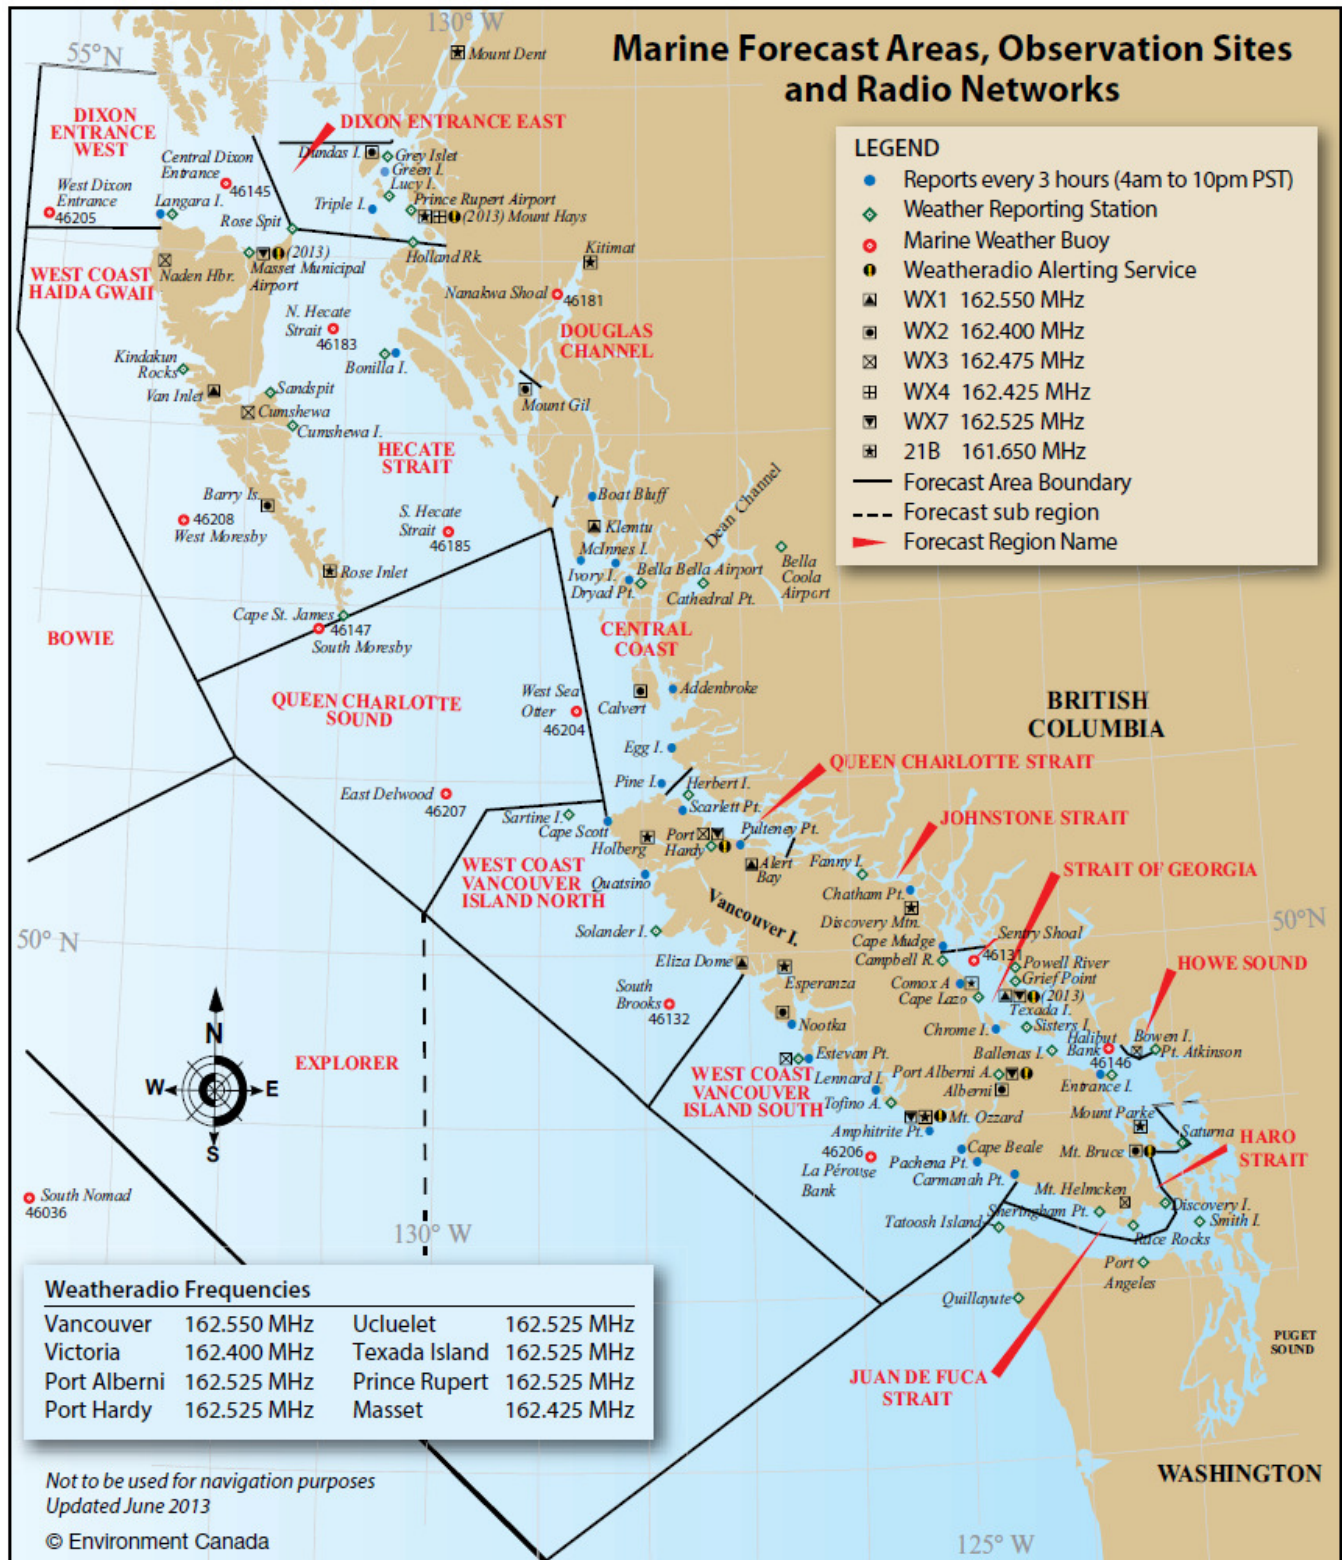 130° W
55°N
Mount Dent
Marine Forecast Areas, Observation Sites
and Radio Networks
DIXON
ENTRANCE
WEST
DIXON ENTRANCE EAST
Central Dixon
Entrance
46145
West Dixon
Entrance
46205
Langara I.
Dundas I.
Grey Islet
Green I.
Lucy I.
Triple I.
Prince Rupert Airport
(2013) Mount Hays
Rose Spit
Holland Rk.
(2013)
Masset Municipal
Airport
Naden Hbr.
WEST COAST
HAIDA GWAII
Kitimat
Nanakwa Shoal
46181
N. Hecate
Strait
46183
Bonilla I.
DOUGLAS
CHANNEL
Kindakun
Rocks
Van Inlet
Sandspit
Cumshewa
Cumshewa I.
Mount Gil
HECATE
STRAIT
Barry Is.
46208
West Moresby
S. Hecate
Strait
46185
Rose Inlet
Boat Bluff
Klemtu
McInnes I.
Ivory I.
Dryad Pt.
Bella Bella Airport
Dean Channel
Cathedral Pt.
Bella
Coola
Airport
Cape St. James
46147
South Moresby
BOWIE
CENTRAL
COAST
QUEEN CHARLOTTE
SOUND
West Sea
Otter
46204
Calvert
Addenbroke
Egg I.
Pine I.
Herbert I.
Scarlett Pt.
East Delwood
46207
Sartine I.
Cape Scott
Holberg
Port
Hardy
Pulteney Pt.
Alert
Bay
Quatsino
Fanny I.
Chatham Pt.
Discovery Mtn.
QUEEN CHARLOTTE STRAIT
JOHNSTONE STRAIT
STRAIT OF GEORGIA
BRITISH
COLUMBIA
WEST COAST
VANCOUVER
ISLAND NORTH
Vancouver I.
Solander I.
50° N
50°N
Cape Mudge
Campbell R.
Sentry Shoal
46131
Powell River
Grief Point
HOWE SOUND
Eliza Dome
Esperanza
Comox A
Cape Lazo
(2013)
Texada I.
South
Brooks
46132
Nootka
Chrome I.
Sisters I.
Halibut
Bank
46146
Bowen I.
Pt. Atkinson
Ballenas I.
Estevan Pt.
Lennard I.
Port Alberni A.
Alberni
Entrance I.
EXPLORER
WEST COAST
VANCOUVER
ISLAND SOUTH
Tofino A.
Mt. Ozzard
Amphitrite Pt.
Mount Parke
Saturna
Mt. Bruce
HARO
STRAIT
46206
La Pérouse
Bank
Cape Beale
Pachena Pt.
Carmanah Pt.
Mt. Helmcken
Sheringham Pt.
Discovery I.
Smith I.
Race Rocks
Tatoosh Island
Port
Angeles
Quillayute
N
W
E
S
South Nomad
46036
130° W
JUAN DE FUCA
STRAIT
PUGET
SOUND
WASHINGTON
125° W
LEGEND
Reports every 3 hours (4am to 10pm PST)
Weather Reporting Station
Marine Weather Buoy
Weatheradio Alerting Service
WX1 162.550 MHz
WX2 162.400 MHz
WX3 162.475 MHz
WX4 162.425 MHz
WX7 162.525 MHz
21B 161.650 MHz
Forecast Area Boundary
Forecast sub region
Forecast Region Name
Weatheradio Frequencies
Vancouver 162.550 MHz Ucluelet 162.525 MHz
Victoria 162.400 MHz Texada Island 162.525 MHz
Port Alberni 162.525 MHz Prince Rupert 162.525 MHz
Port Hardy 162.525 MHz Masset 162.425 MHz
Not to be used for navigation purposes
Updated June 2013
© Environment Canada